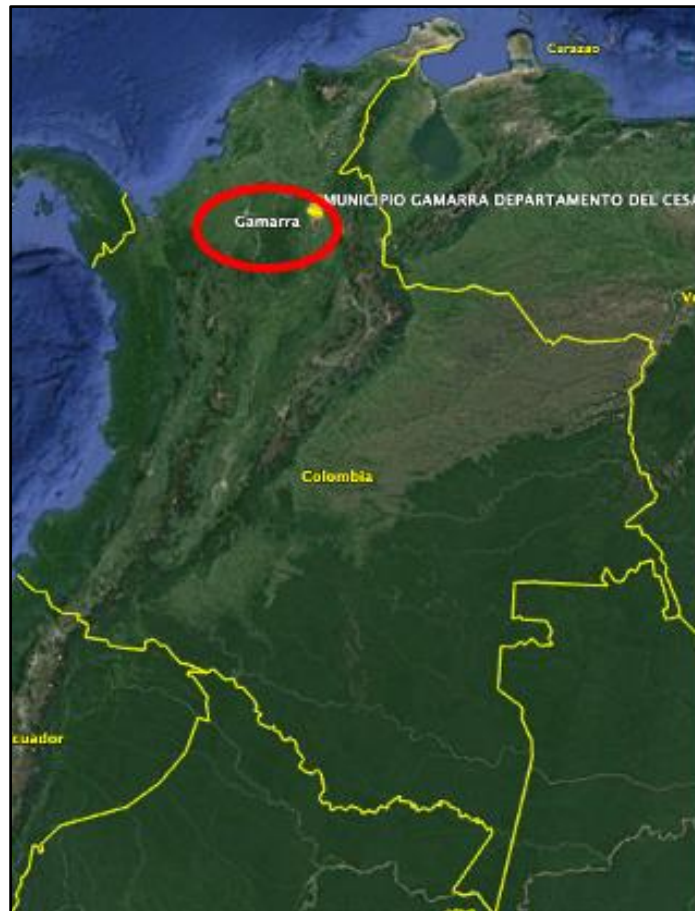 Curazao
MUNICIPIO GAMARRA DEPARTAMENTO DEL CESA
Gamarra
Colombia
cuador